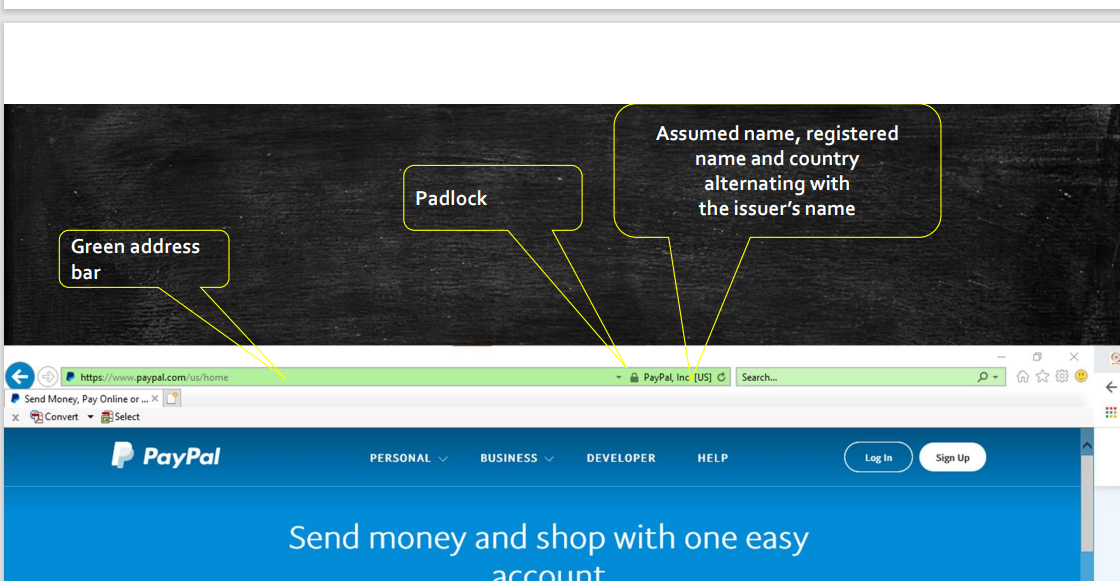 Assumed name, registered
name and country
alternating with
the issuer’s name
Padlock
Green address
bar
https://www.paypal.com/us/home
PayPal, Inc [US]
Search...
Send Money, Pay Online or ...
x Convert Select
PayPal
PERSONAL BUSINESS DEVELOPER HELP
Log In Sign Up
Send money and shop with one easy
account